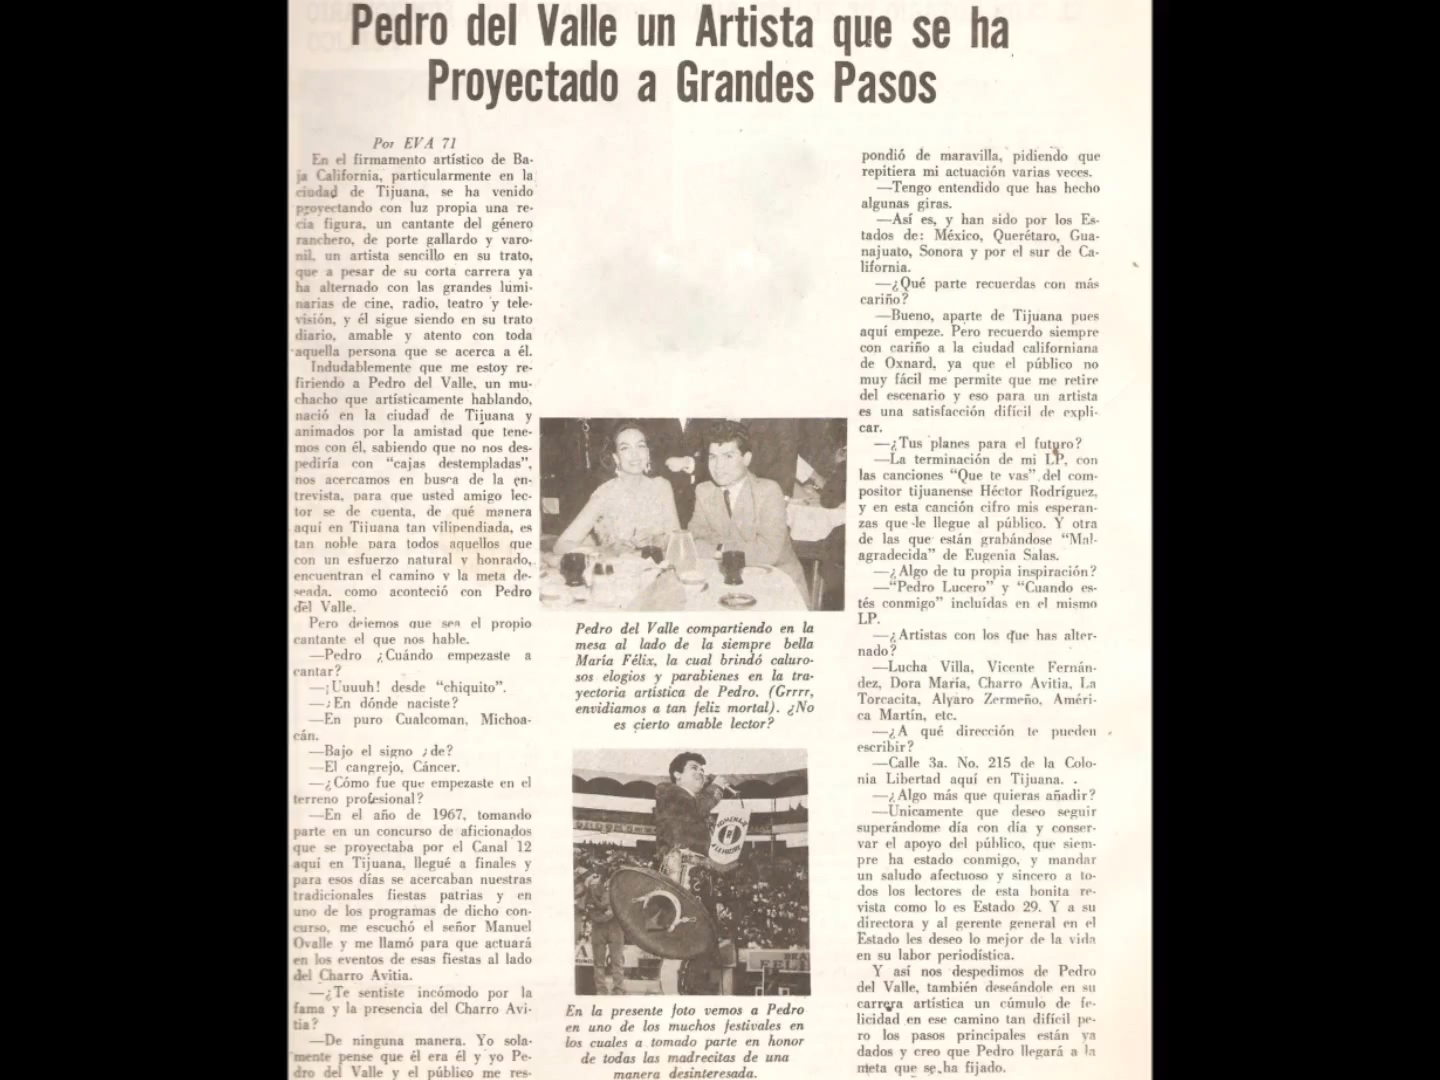 Pedro del Valle un Artista que se ha
Proyectado a Grandes Pasos
Por EVA 71
En el firmamento artístico de Ba-
ja California, particularmente en la
ciudad de Tijuana, se ha venido
proyectando con luz propia una re-
cia figura, un cantante del género
ranchero, de porte gallardo y varo-
nil, un artista sencillo en su trato,
que a pesar de su corta carrera ya
ha alternado con las grandes lumi-
narias de cine, radio, teatro y tele-
visión, y él sigue siendo en su trato
diario, amable y atento con toda
aquella persona que se acerca a él.
Indudablemente que me estoy re-
firiendo a Pedro del Valle, un mu-
chacho que artísticamente hablando,
nació en la ciudad de Tijuana y
animados por la amistad que tene-
mos con él, sabiendo que no nos des-
pediría con "cajas destempladas",
nos acercamos en busca de la en-
trevista, para que usted amigo lec-
tor se de cuenta, de qué manera
aquí en Tijuana tan vilipendiada, es
tan noble para todos aquellos que
con un esfuerzo natural y honrado,
encuentran el camino y la meta de-
seada, como aconteció con Pedro
del Valle.
Pero dejemos que sea el propio
cantante el que nos hable.
—Pedro ¿Cuándo empezaste a
cantar?
—¡Uuuuh! desde "chiquito".
—¿En dónde naciste?
—En puro Cualcoman, Michoa-
cán.
—Bajo el signo ¿de?
—El cangrejo, Cáncer.
—¿Cómo fue que empezaste en el
terreno profesional?
—En el año de 1967, tomando
parte en un concurso de aficionados
que se proyectaba por el Canal 12
aquí en Tijuana, llegué a finales y
para esos días se acercaban nuestras
tradicionales fiestas patrias y en
uno de los programas de dicho con-
curso, me escuchó el señor Manuel
Ovalle y me llamó para que actuará
en los eventos de esas fiestas al lado
del Charro Avitia.
—¿Te sentiste incómodo por la
fama y la presencia del Charro Avi-
tia?
—De ninguna manera. Yo sola-
mente pense que él era él y yo Pe-
dro del Valle y el público me res-
Pedro del Valle compartiendo en la
mesa al lado de la siempre bella
María Félix, la cual brindó caluro-
sos elogios y parabienes en la tra-
yectoria artística de Pedro. (Grrrr,
envidiamos a tan feliz mortal). ¿No
es cierto amable lector?
HOMENAJE
A LA MADRE
En la presente foto vemos a Pedro
en uno de los muchos festivales en
los cuales a tomado parte en honor
de todas las madrecitas de una
manera desinteresada.
pondió de maravilla, pidiendo que
repitiera mi actuación varias veces.
—Tengo entendido que has hecho
algunas giras.
—Así es, y han sido por los Es-
tados de: México, Querétaro, Gua-
najuato, Sonora y por el sur de Ca-
lifornia.
—¿Qué parte recuerdas con más
cariño?
—Bueno, aparte de Tijuana pues
aquí empeze. Pero recuerdo siempre
con cariño a la ciudad californiana
de Oxnard, ya que el público no
muy fácil me permite que me retire
del escenario y eso para un artista
es una satisfacción difícil de expli-
car.
—¿Tus planes para el futuro?
—La terminación de mi LP, con
las canciones "Que te vas" del com-
positor tijuanense Héctor Rodríguez,
y en esta canción cifro mis esperan-
zas que le llegue al público. Y otra
de las que están grabándose "Mal-
agradecida" de Eugenia Salas.
—¿Algo de tu propia inspiración?
—"Pedro Lucero" y "Cuando es-
tés conmigo" incluídas en el mismo
LP.
—¿Artistas con los que has alter-
nado?
—Lucha Villa, Vicente Fernán-
dez, Dora María, Charro Avitia, La
Torcacita, Alvaro Zermeño, Améri-
ca Martín, etc.
—¿A qué dirección te pueden
escribir?
—Calle 3a. No. 215 de la Colo-
nia Libertad aquí en Tijuana.
—¿Algo más que quieras añadir?
—Unicamente que deseo seguir
superándome día con día y conser-
var el apoyo del público, que siem-
pre ha estado conmigo, y mandar
un saludo afectuoso y sincero a to-
dos los lectores de esta bonita re-
vista como lo es Estado 29. Y a su
directora y al gerente general en el
Estado les deseo lo mejor de la vida
en su labor periodística.
Y así nos despedimos de Pedro
del Valle, también deseándole en su
carrera artística un cúmulo de fe-
licidad en ese camino tan difícil pe-
ro los pasos principales están ya
dados y creo que Pedro llegará a la
meta que se ha fijado.